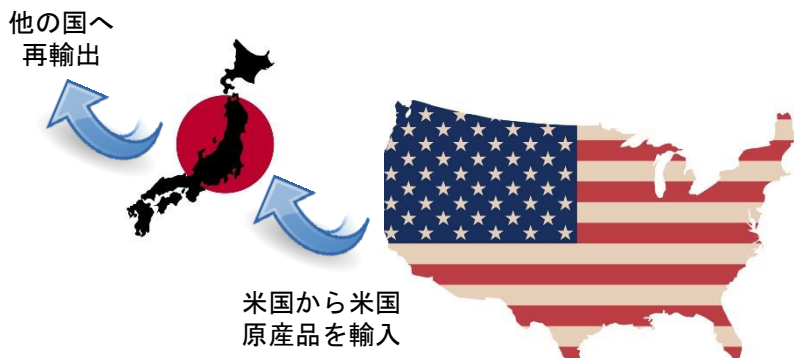 他の国へ
再輸出
米国から米国
原産品を輸入